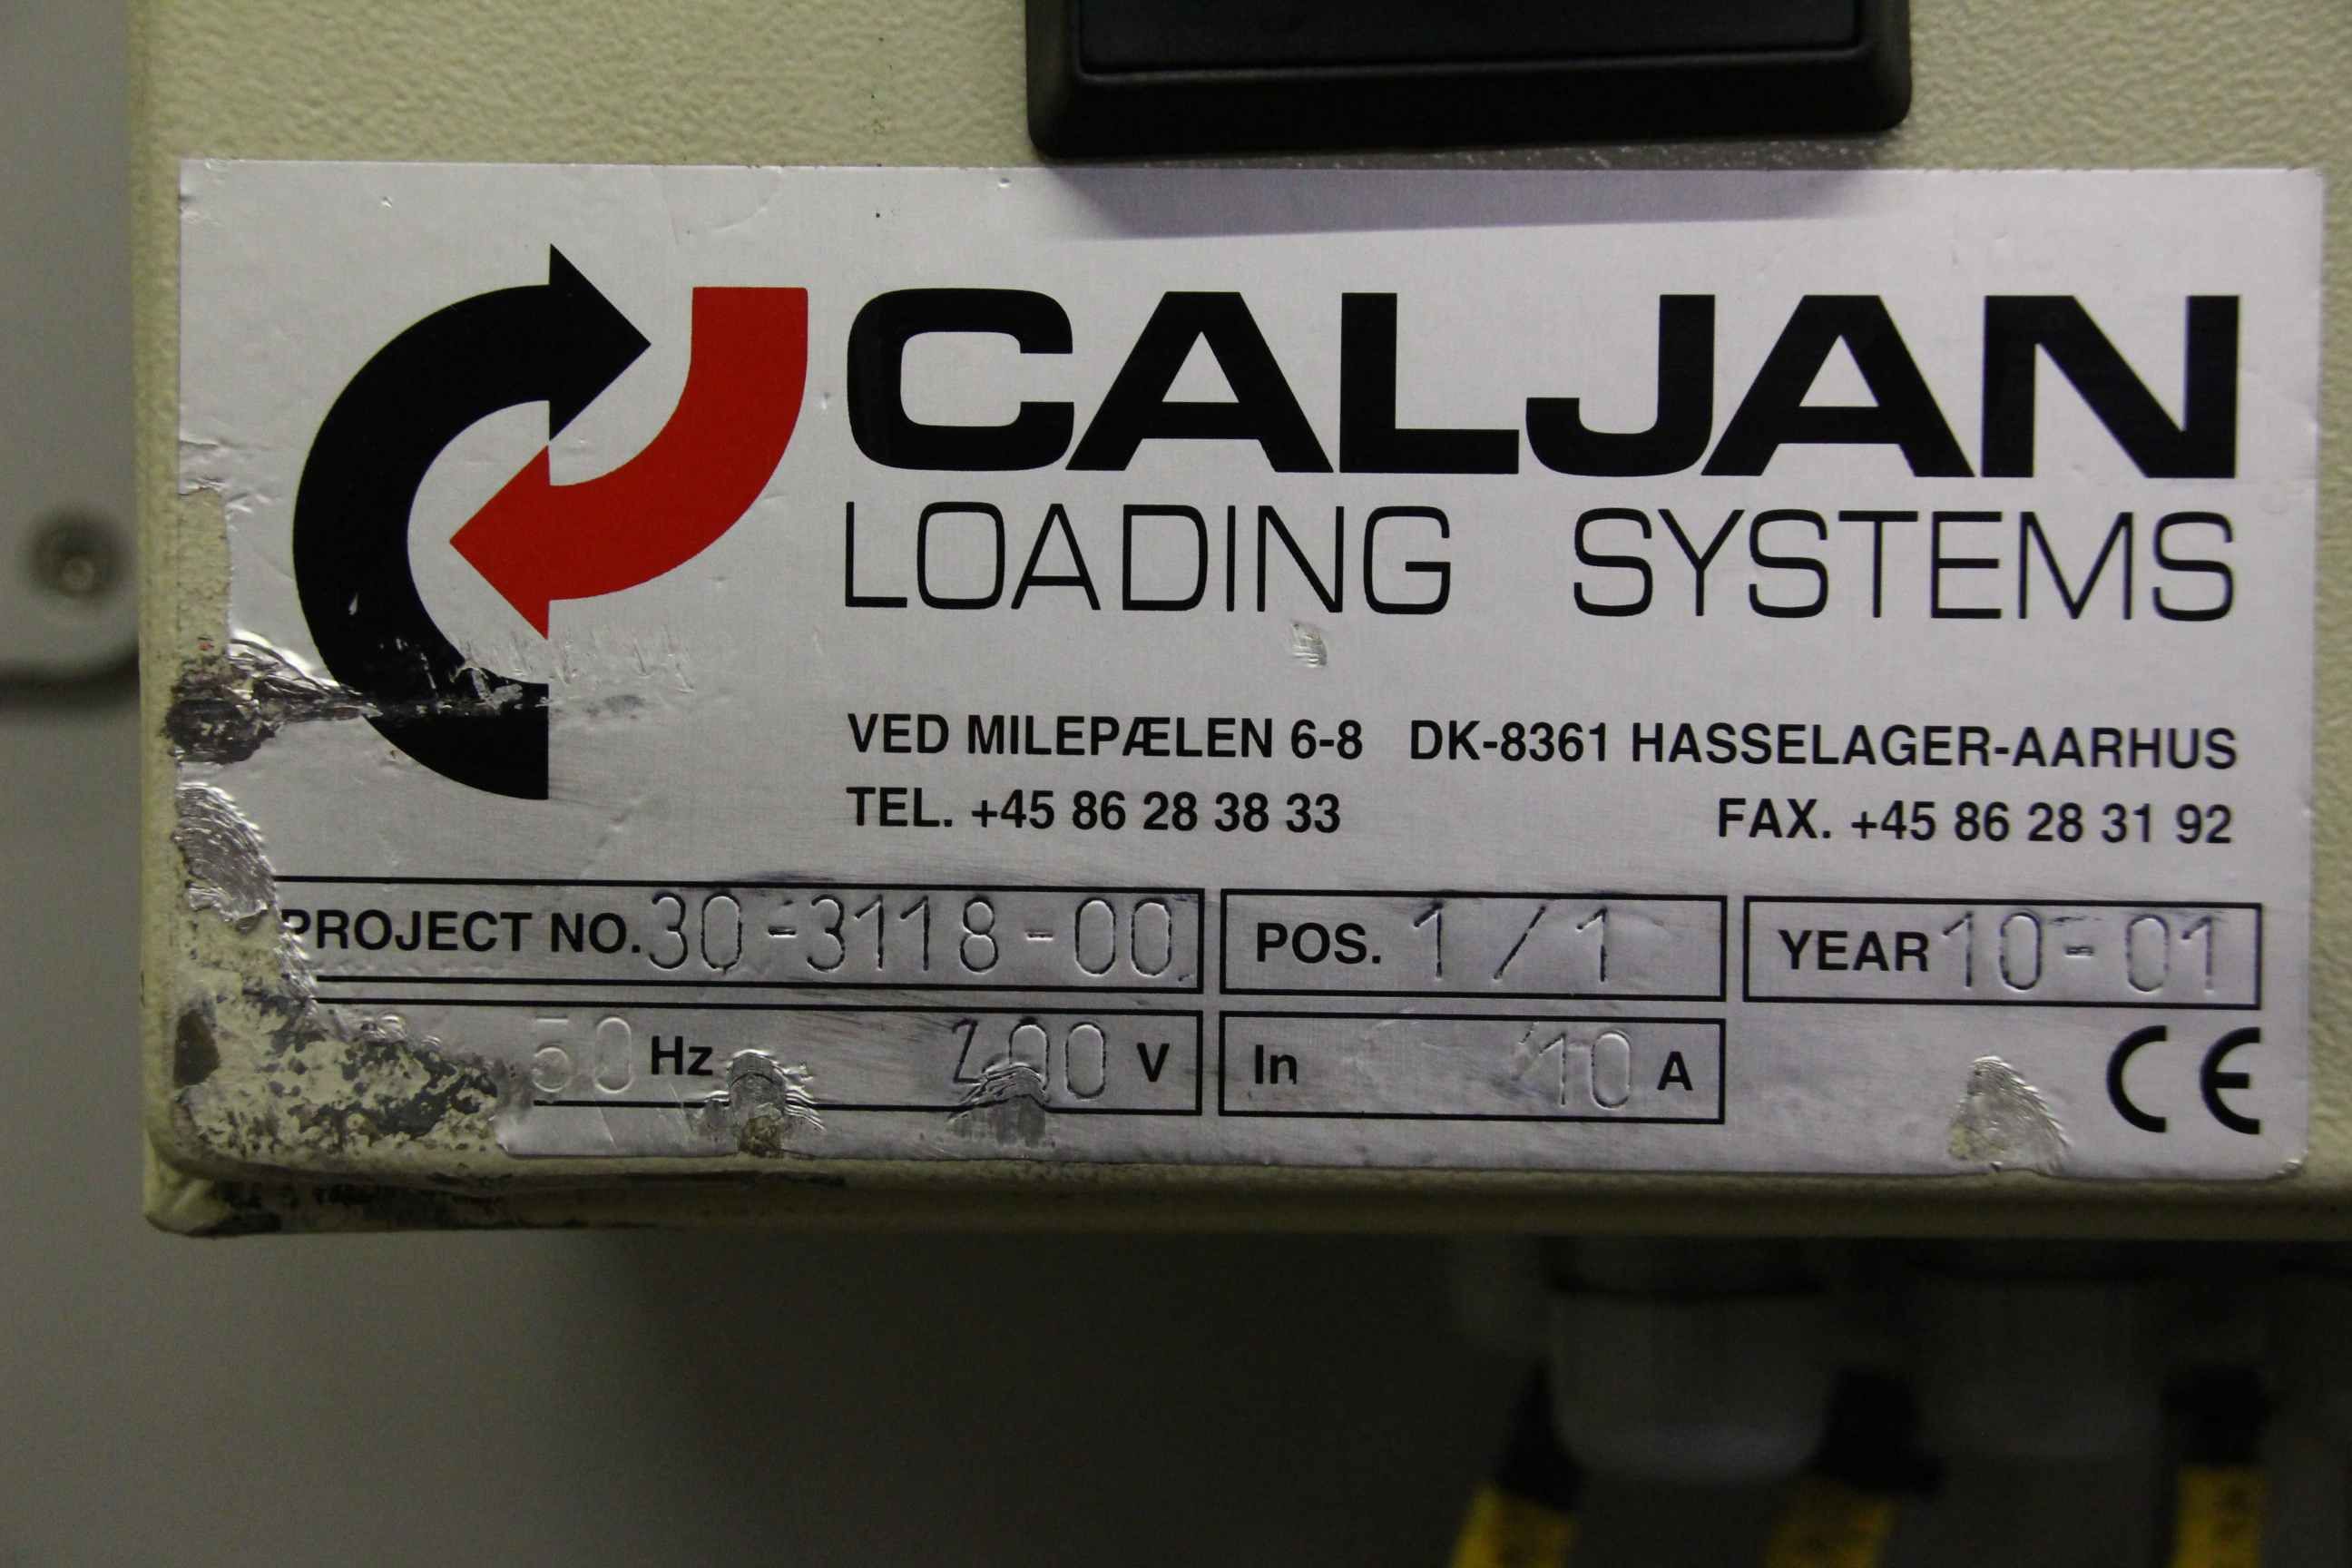 CALJAN
LOADING SYSTEMS
VED MILEPÆLEN 6-8 DK-8361 HASSELAGER-AARHUS
TEL. +45 86 28 38 33 FAX. +45 86 28 31 92
PROJECT NO. 30-3118-00 POS. 1/1 YEAR 10-01
50 Hz 400 V In 10 A CE